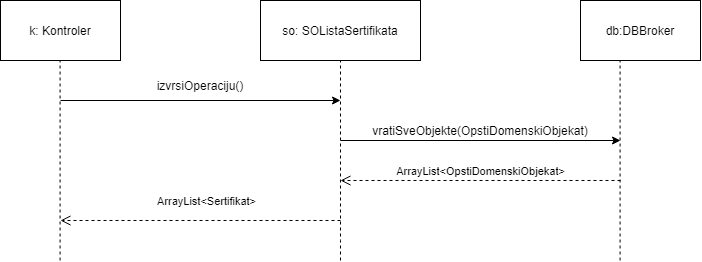 k: Kontroler
so: SOListaSertifikata
db:DBBroker
izvrsiOperaciju()
vratiSveObjekte(OpstiDomenskiObjekat)
ArrayList<OpstiDomenskiObjekat>
ArrayList<Sertifikat>